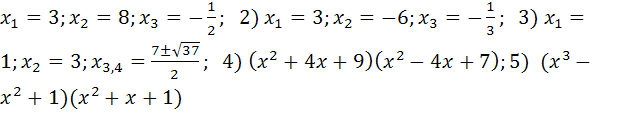 x₁ = 3; x₂ = 8; x₃ = −1/2; 2) x₁ = 3; x₂ = −6; x₃ = −1/3; 3) x₁ =
1; x₂ = 3; x₃,₄ = (7±√37)/2; 4) (x² + 4x + 9)(x² − 4x + 7); 5) (x³ −
x² + 1)(x² + x + 1)